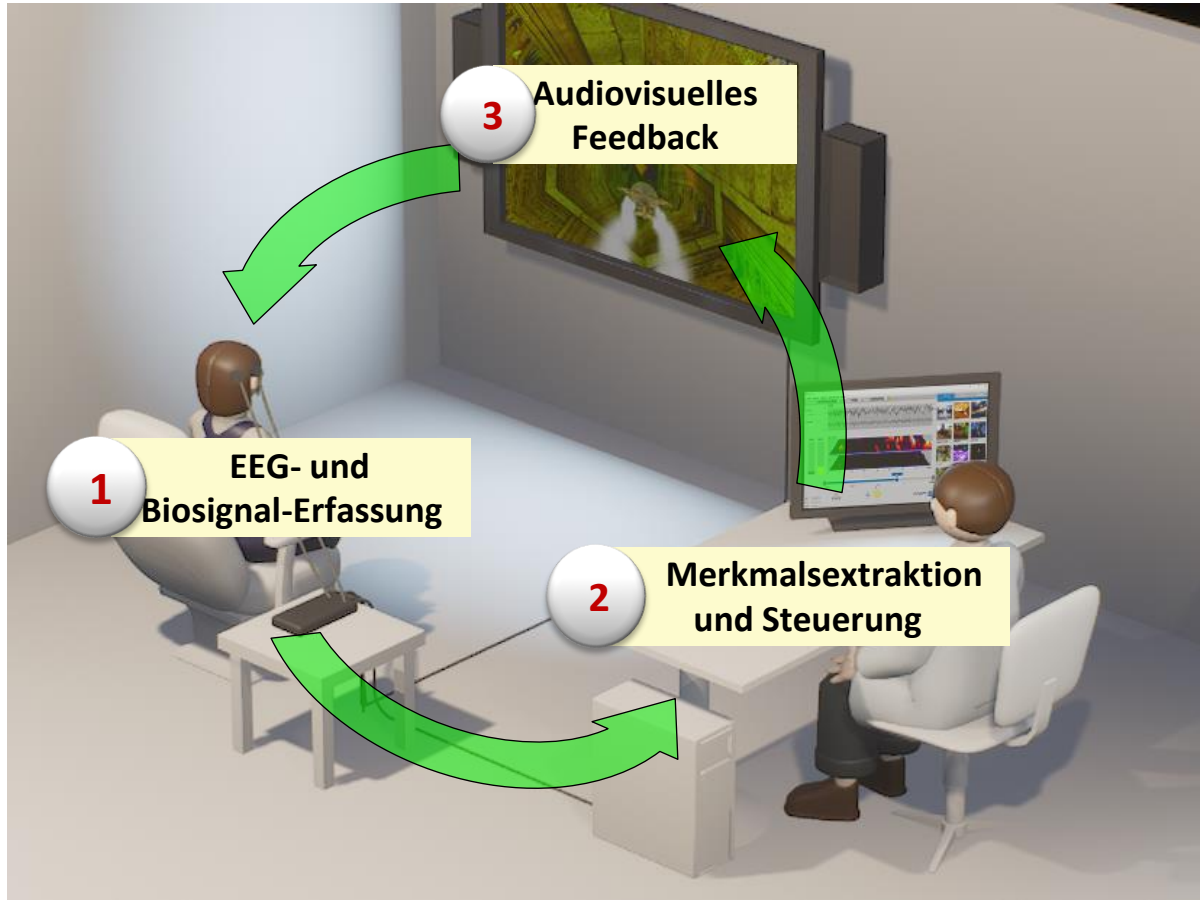 1
EEG- und
Biosignal-Erfassung
2
Merkmalsextraktion
und Steuerung
3
Audiovisuelles
Feedback